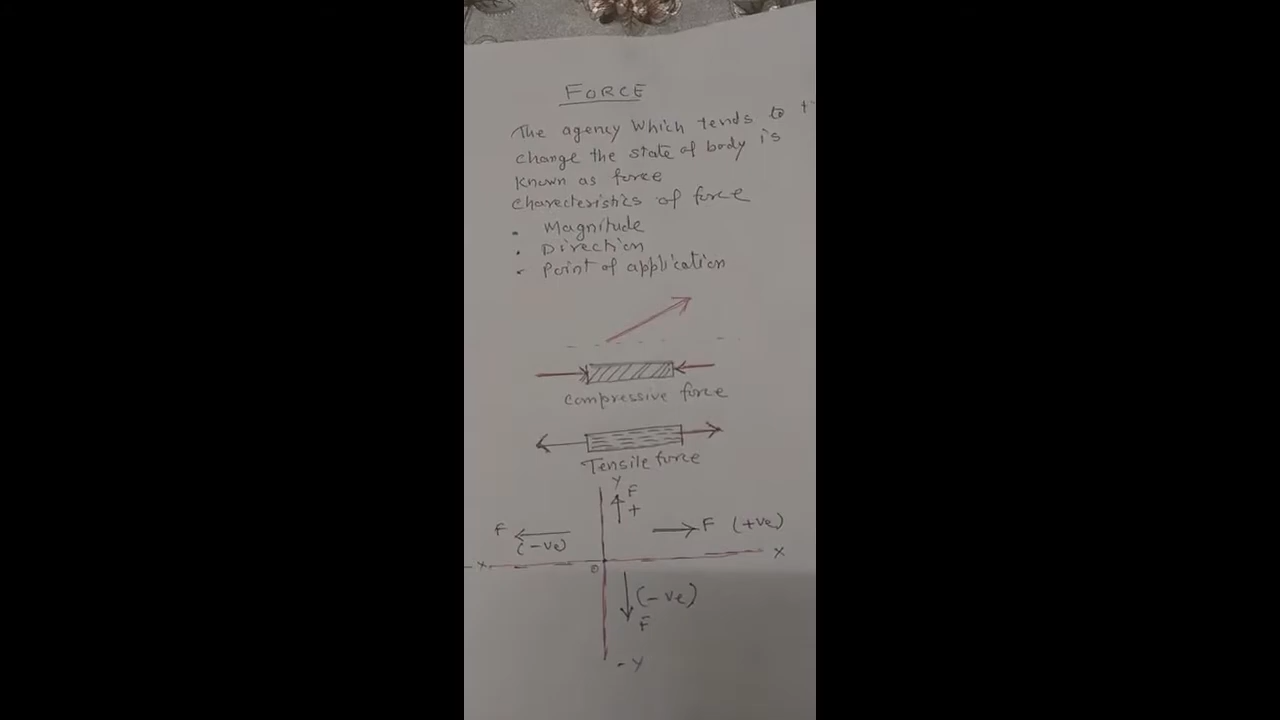 FORCE
The agency which tends to
change the state of body is
Known as force
charecteristics of force
. Magnitude
. Direction
. Point of application
compressive force
Tensile force
Y
F
+
F
(-ve)
F (+ve)
-X
O
X
(-ve)
F
-Y